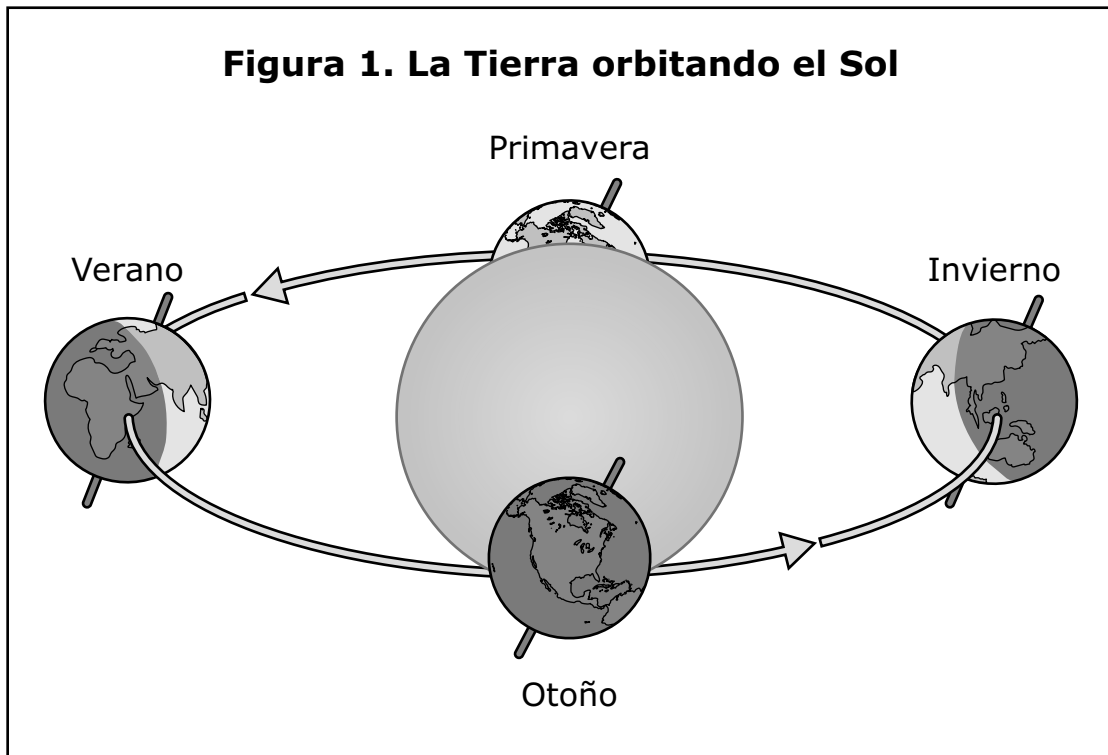 Figura 1. La Tierra orbitando el Sol
Primavera
Verano
Invierno
Otoño